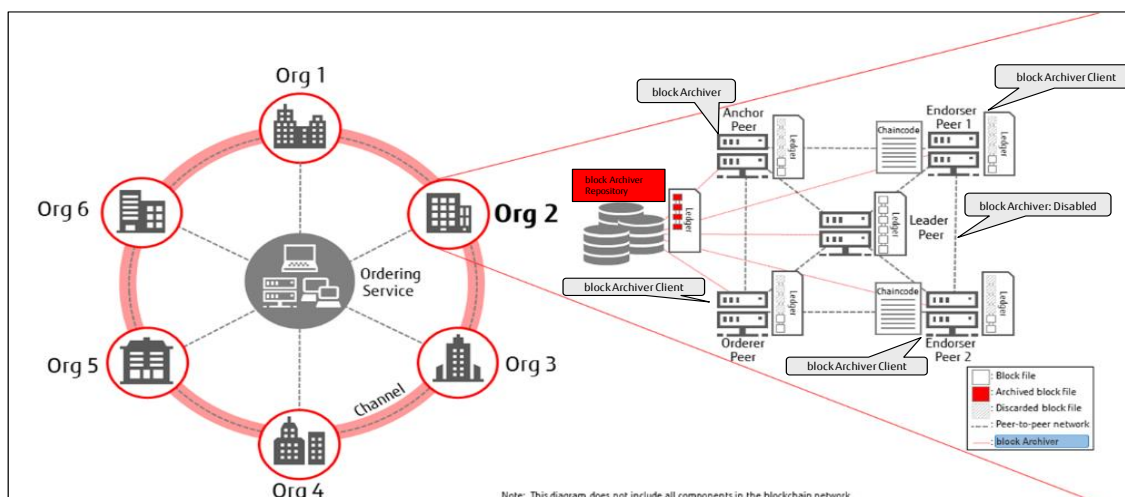 Org 1
Org 2
Org 3
Org 4
Org 5
Org 6
Ordering
Service
Channel
block Archiver
block Archiver Client
Anchor
Peer
Ledger
Chaincode
Endorser
Peer 1
Ledger
block Archiver
Repository
Ledger
Ledger
Leader
Peer
block Archiver: Disabled
block Archiver Client
Orderer
Peer
Ledger
Chaincode
Endorser
Peer 2
Ledger
block Archiver Client
: Block file
: Archived block file
: Discarded block file
: Peer-to-peer network
: block Archiver
Note: This diagram does not include all components in the blockchain network